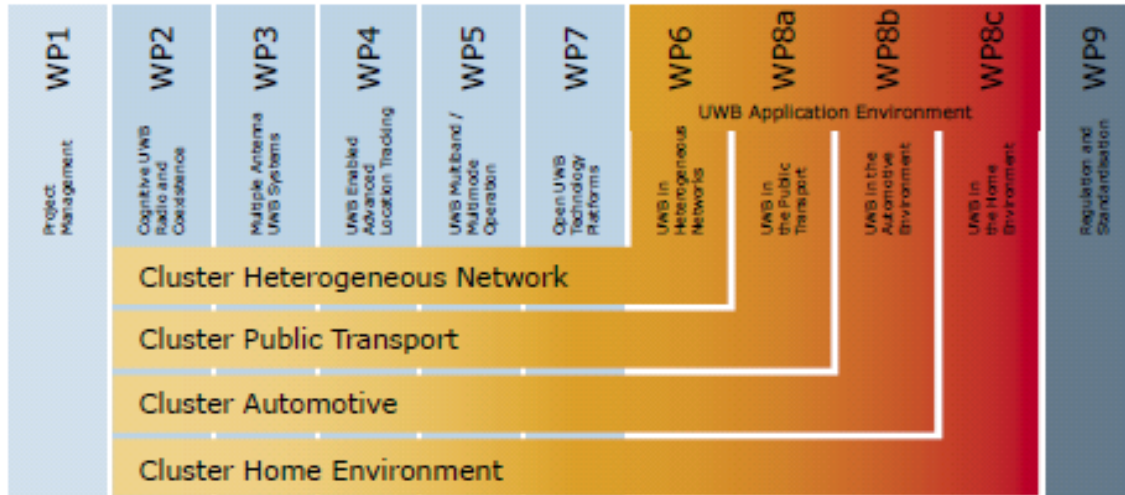 WP1
WP2
WP3
WP4
WP5
WP7
WP6
WP8a
WP8b
WP8c
WP9
UWB Application Environment
Project
Management
Cognitive UWB
Radio and
Coexistence
Multiple Antenna
UWB Systems
UWB Enabled
Advanced
Location Tracking
UWB Multiband /
Multimode
Operation
Open UWB
Technology
Platforms
UWB in
Heterogeneous
Networks
UWB in
the Public
Transport
UWB in the
Automotive
Environment
UWB in
the Home
Environment
Regulation and
Standardisation
Cluster Heterogeneous Network
Cluster Public Transport
Cluster Automotive
Cluster Home Environment